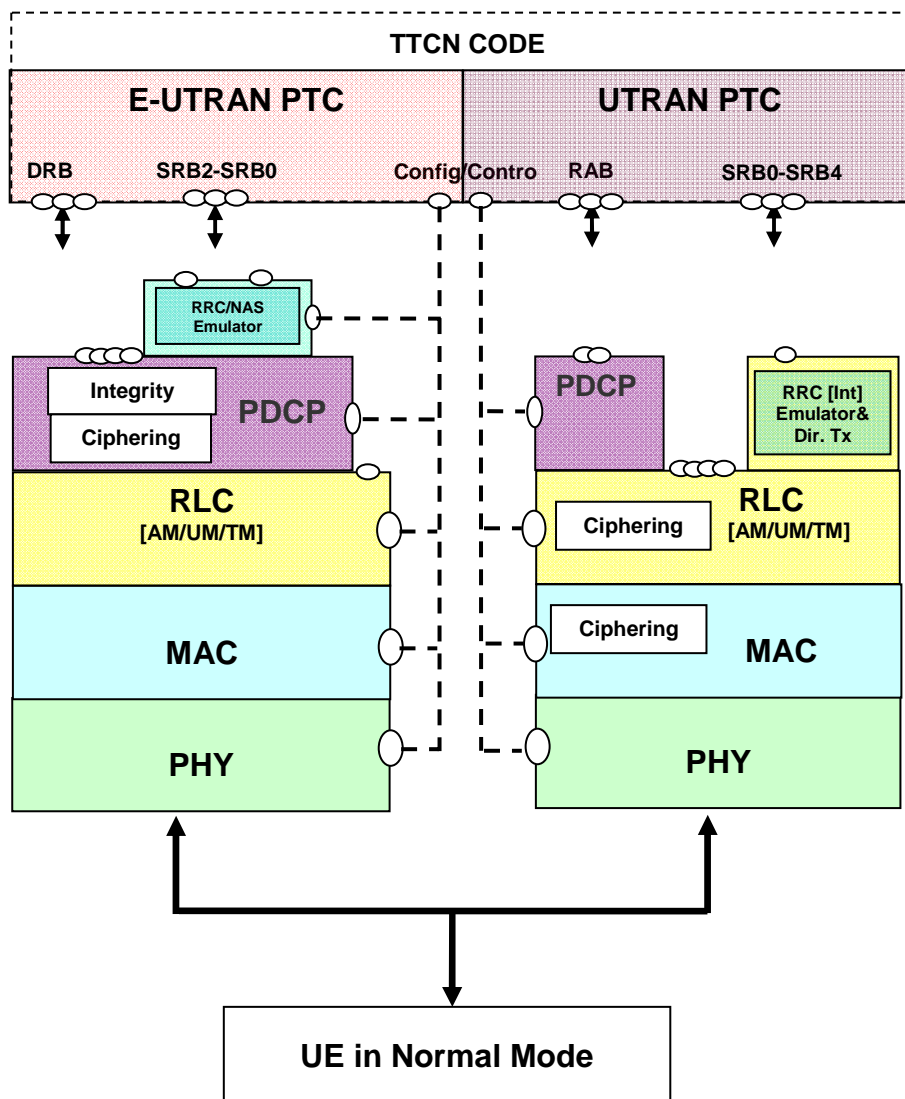 TTCN CODE
E-UTRAN PTC
UTRAN PTC
DRB
SRB2-SRB0
Config/Contro
RAB
SRB0-SRB4
RRC/NAS
Emulator
Integrity
Ciphering
PDCP
PDCP
RRC [Int]
Emulator&
Dir. Tx
RLC
[AM/UM/TM]
Ciphering
RLC
[AM/UM/TM]
MAC
Ciphering
MAC
PHY
PHY
UE in Normal Mode